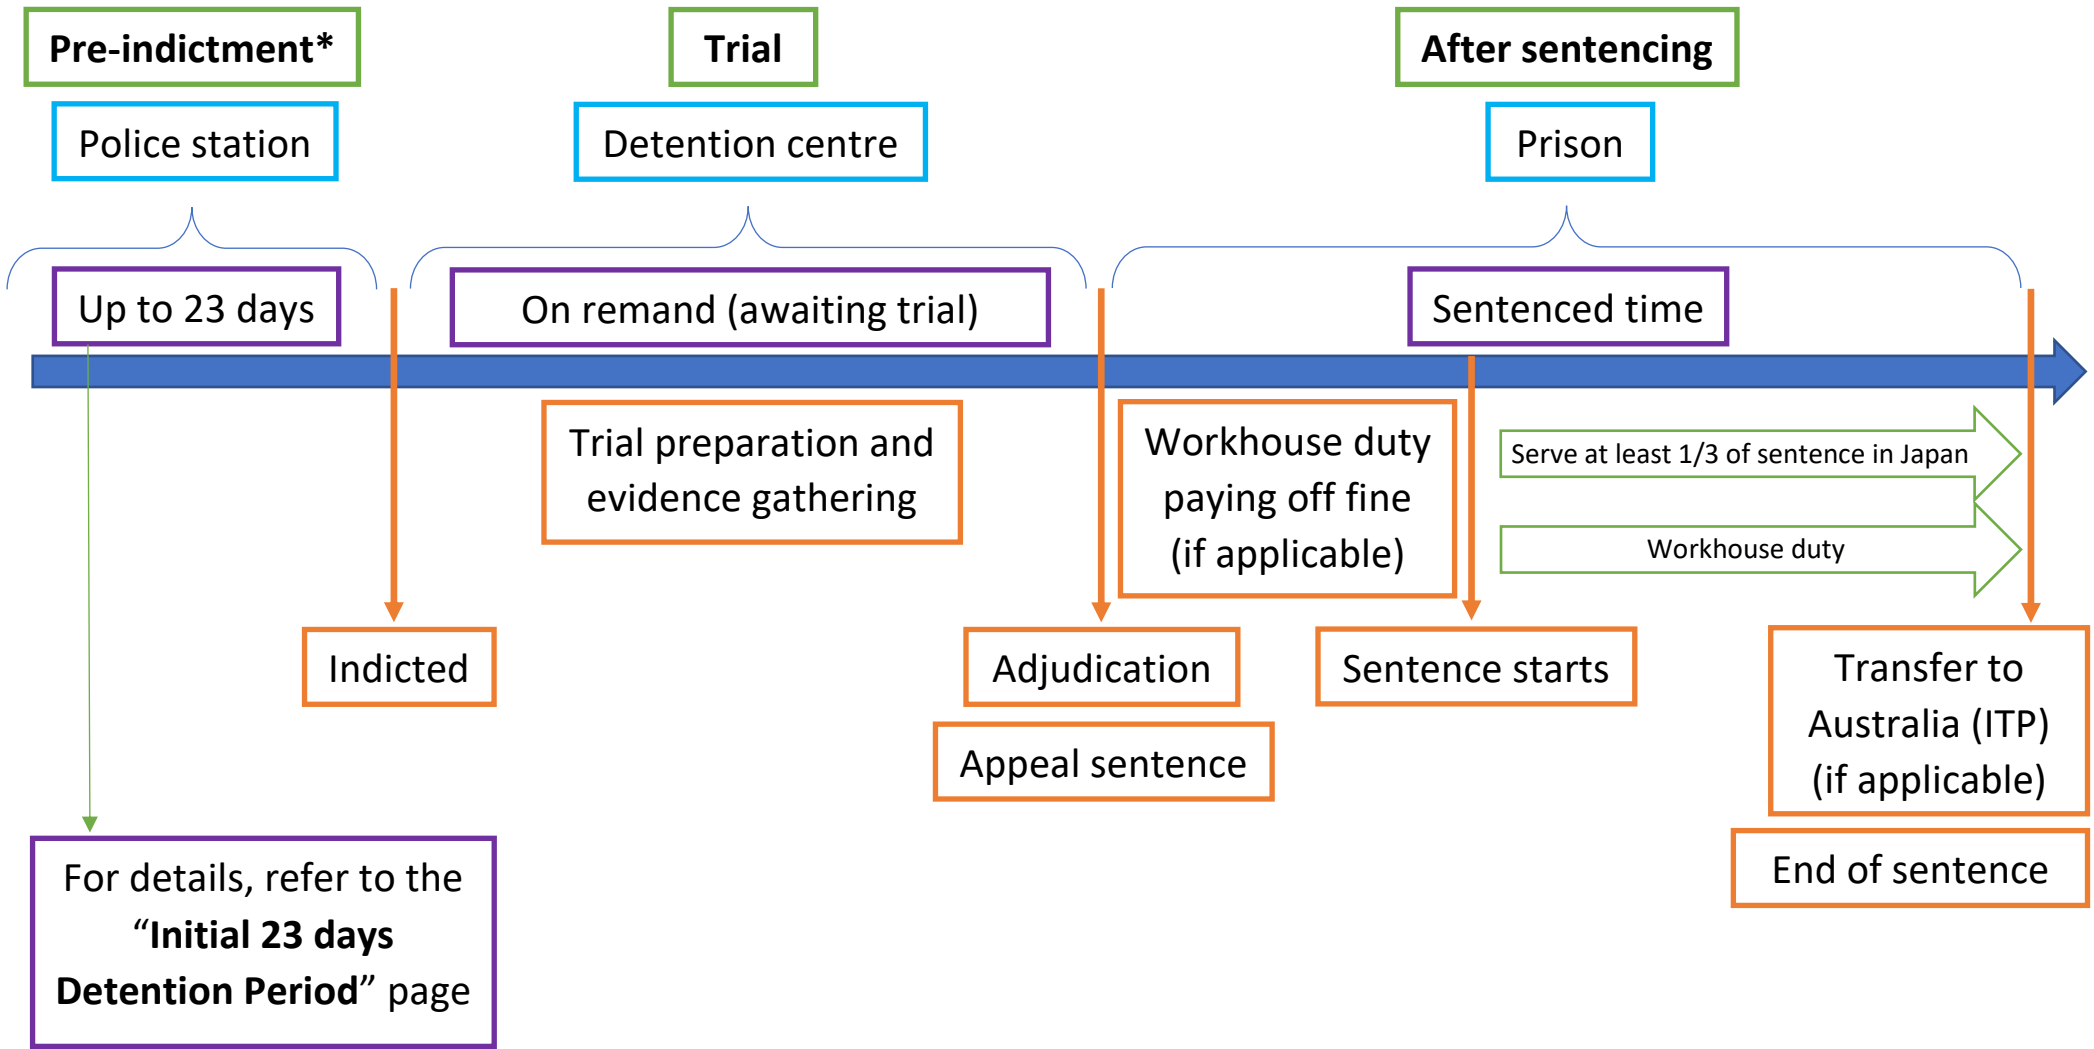 Pre-indictment*
Trial
After sentencing
Police station
Detention centre
Prison
Up to 23 days
On remand (awaiting trial)
Sentenced time
Trial preparation and
evidence gathering
Workhouse duty
paying off fine
(if applicable)
Serve at least 1/3 of sentence in Japan
Workhouse duty
Indicted
Adjudication
Appeal sentence
Sentence starts
Transfer to
Australia (ITP)
(if applicable)
End of sentence
For details, refer to the
“Initial 23 days
Detention Period” page